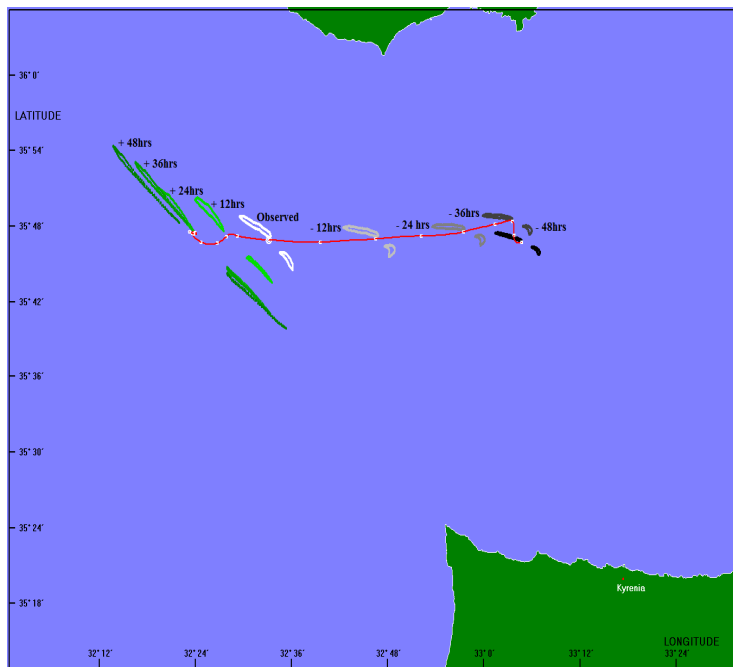 36° 0'
LATITUDE
+ 48hrs
35° 54'
+ 36hrs
+ 24hrs
+ 12hrs
Observed
- 36hrs
35° 48'
- 12hrs
- 24 hrs
- 48hrs
35° 42'
35° 36'
35° 30'
35° 24'
Kyrenia
35° 18'
LONGITUDE
32° 12'
32° 24'
32° 36'
32° 48'
33° 0'
33° 12'
33° 24'